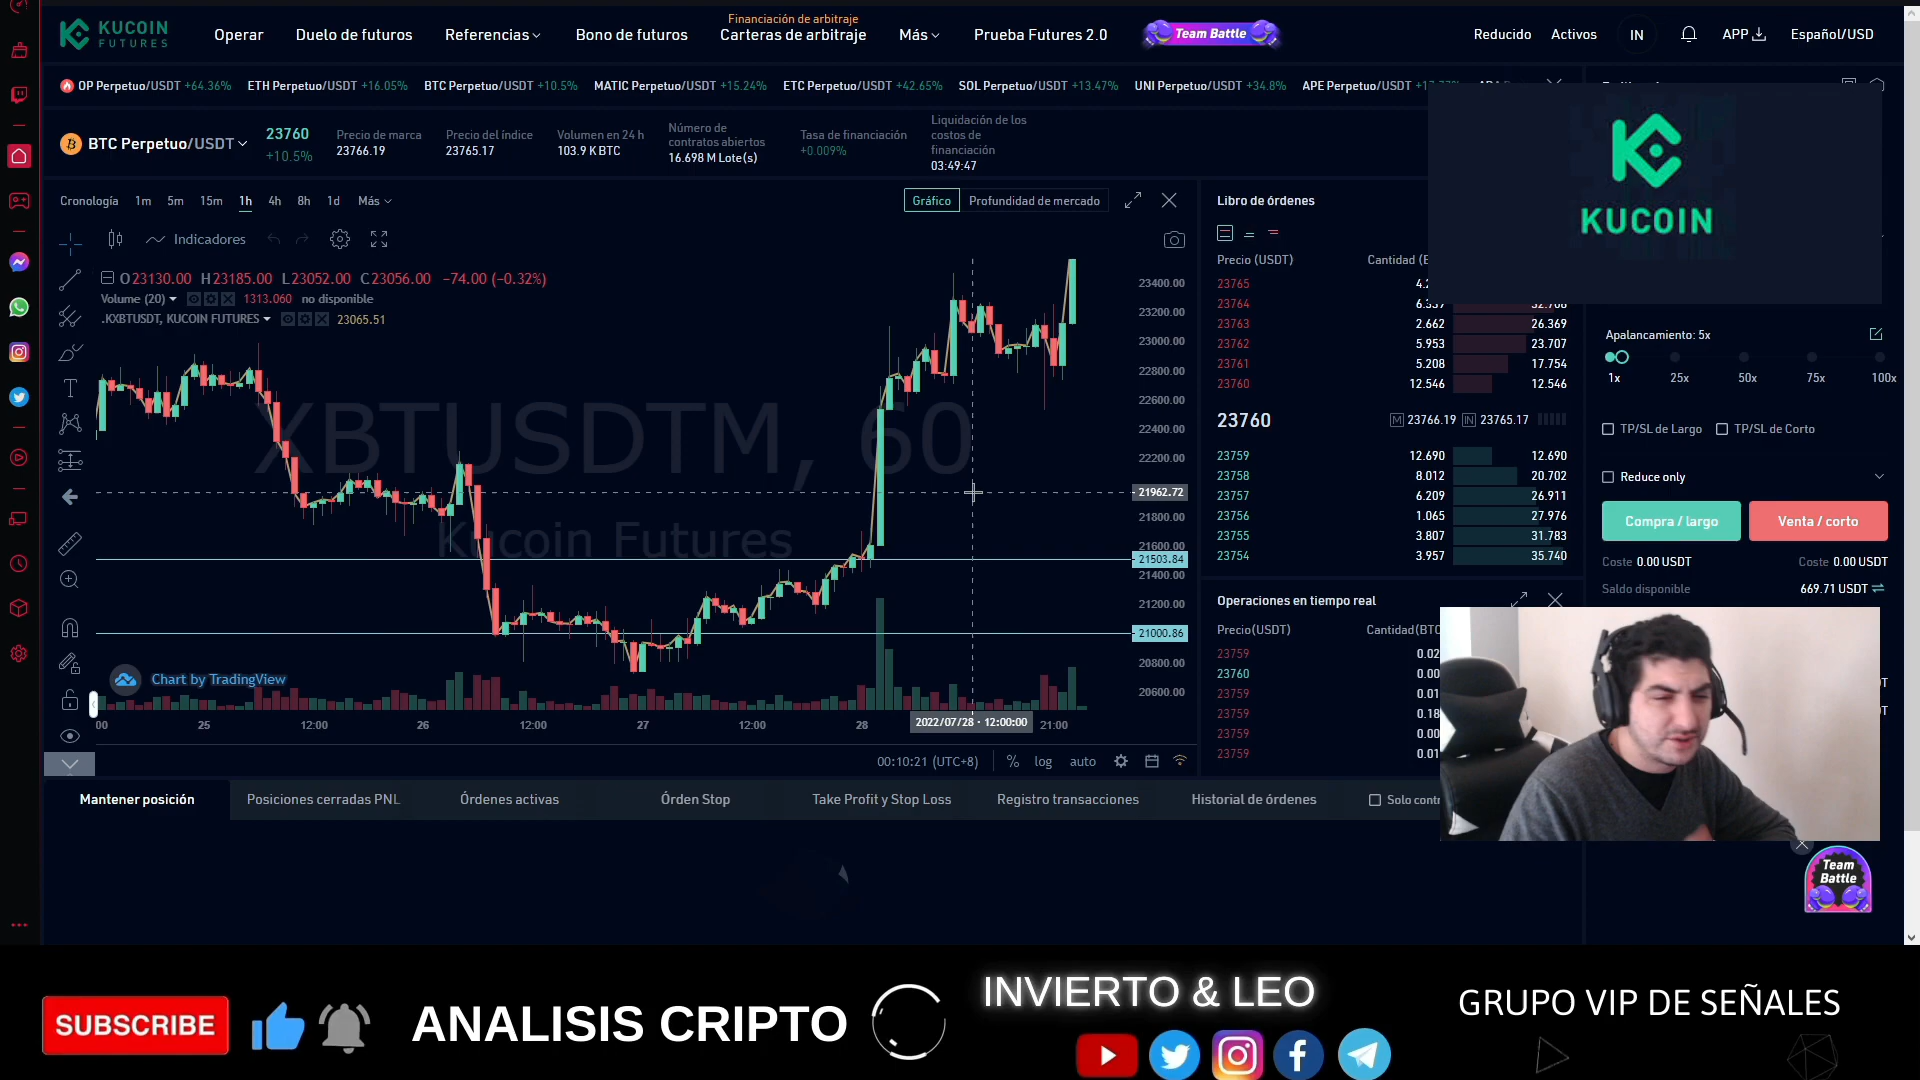 KUCOIN
FUTURES
Operar
Duelo de futuros
Referencias
Bono de futuros
Financiación de arbitraje
Carteras de arbitraje
Más
Prueba Futures 2.0
Team Battle
Reducido
Activos
IN
APP
Español/USD
OP Perpetuo/USDT +64.36%
ETH Perpetuo/USDT +16.05%
BTC Perpetuo/USDT +10.5%
MATIC Perpetuo/USDT +15.24%
ETC Perpetuo/USDT +42.65%
SOL Perpetuo/USDT +13.47%
UNI Perpetuo/USDT +34.8%
APE Perpetuo/USDT
BTC Perpetuo/USDT
23760
+10.5%
Precio de marca
23766.19
Precio del índice
23765.17
Volumen en 24 h
103.9 K BTC
Número de
contratos abiertos
16.698 M Lote(s)
Tasa de financiación
+0.009%
Liquidación de los
costos de
financiación
03:49:47
KUCOIN
Cronología
1m
5m
15m
1h
4h
8h
1d
Más
Gráfico
Profundidad de mercado
Indicadores
O23130.00 H23185.00 L23052.00 C23056.00 −74.00 (−0.32%)
Volume (20) 1313.060 no disponible
.KXBTUSDT, KUCOIN FUTURES 23065.51
XBTUSDTM, 60
Kucoin Futures
23400.00
23200.00
23000.00
22800.00
22600.00
22400.00
22200.00
21962.72
21800.00
21600.00
21503.84
21400.00
21200.00
21000.86
20800.00
20600.00
Chart by TradingView
00
25
12:00
26
12:00
27
12:00
28
2022/07/28 - 12:00:00
21:00
00:10:21 (UTC+8)
%
log
auto
Libro de órdenes
Precio (USDT)
23765
23764
23763 2.662 26.369
23762 5.953 23.707
23761 5.208 17.754
23760 12.546 12.546
23760
M 23766.19 IN 23765.17
23759 12.690 12.690
23758 8.012 20.702
23757 6.209 26.911
23756 1.065 27.976
23755 3.807 31.783
23754 3.957 35.740
Operaciones en tiempo real
Precio(USDT)
Cantidad(BTC
23759
23760
23759
23759
23759
23759
Apalancamiento: 5x
1x
25x
50x
75x
100x
TP/SL de Largo
TP/SL de Corto
Reduce only
Compra / largo
Venta / corto
Coste 0.00 USDT
Coste 0.00 USDT
Saldo disponible
669.71 USDT
Mantener posición
Posiciones cerradas PNL
Órdenes activas
Órden Stop
Take Profit y Stop Loss
Registro transacciones
Historial de órdenes
Solo
Team
Battle
SUBSCRIBE
ANALISIS CRIPTO
INVIERTO & LEO
GRUPO VIP DE SEÑALES